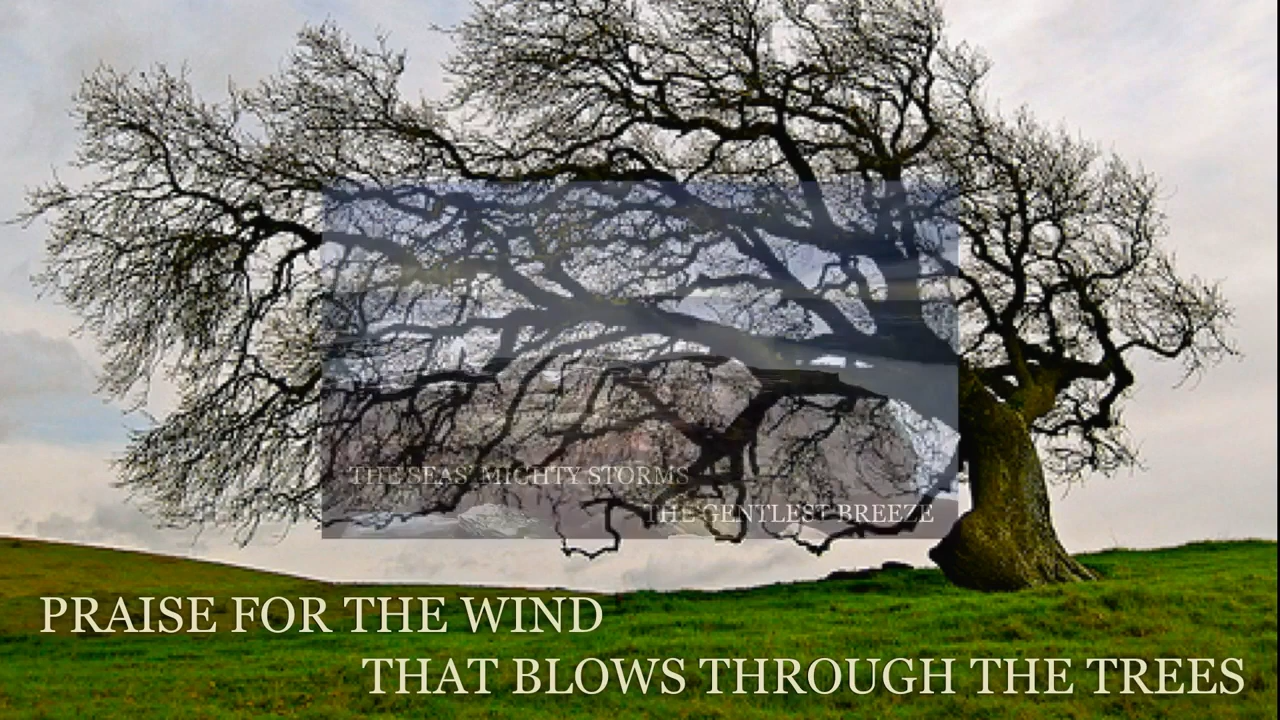 THE SEAS' MIGHTY STORMS
THE GENTLEST BREEZE
PRAISE FOR THE WIND
THAT BLOWS THROUGH THE TREES